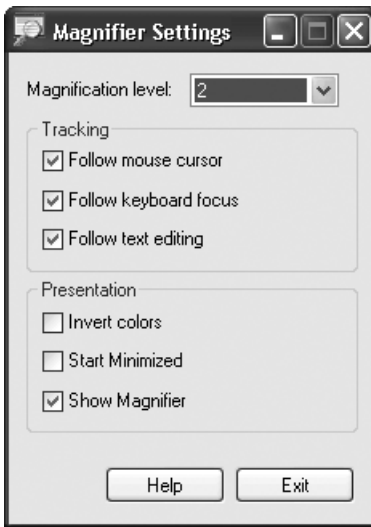 Magnifier Settings
Magnification level: 2
Tracking
Follow mouse cursor
Follow keyboard focus
Follow text editing
Presentation
Invert colors
Start Minimized
Show Magnifier
Help Exit